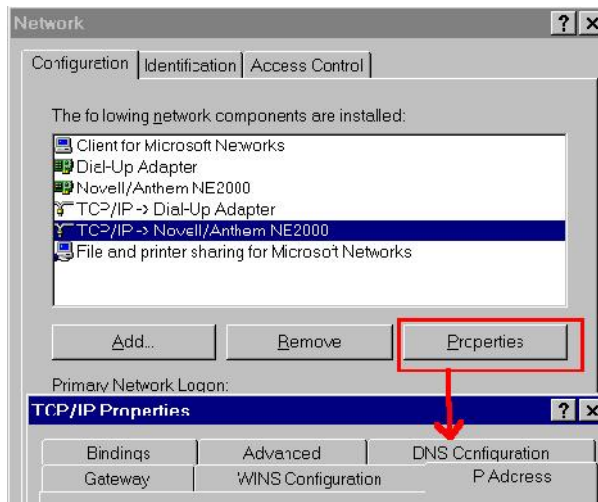 Network
Configuration Identification Access Control
The following network components are installed:
Client for Microsoft Networks
Dial-Up Adapter
Novell/Anthem NE2000
TCP/IP -> Dial-Up Adapter
TCP/IP -> Novell/Anthem NE2000
File and printer sharing for Microsoft Networks
Add... Remove Properties
Primary Network Logon:
TCP/IP Properties
Bindings Advanced DNS Configuration
Gateway WINS Configuration IP Address